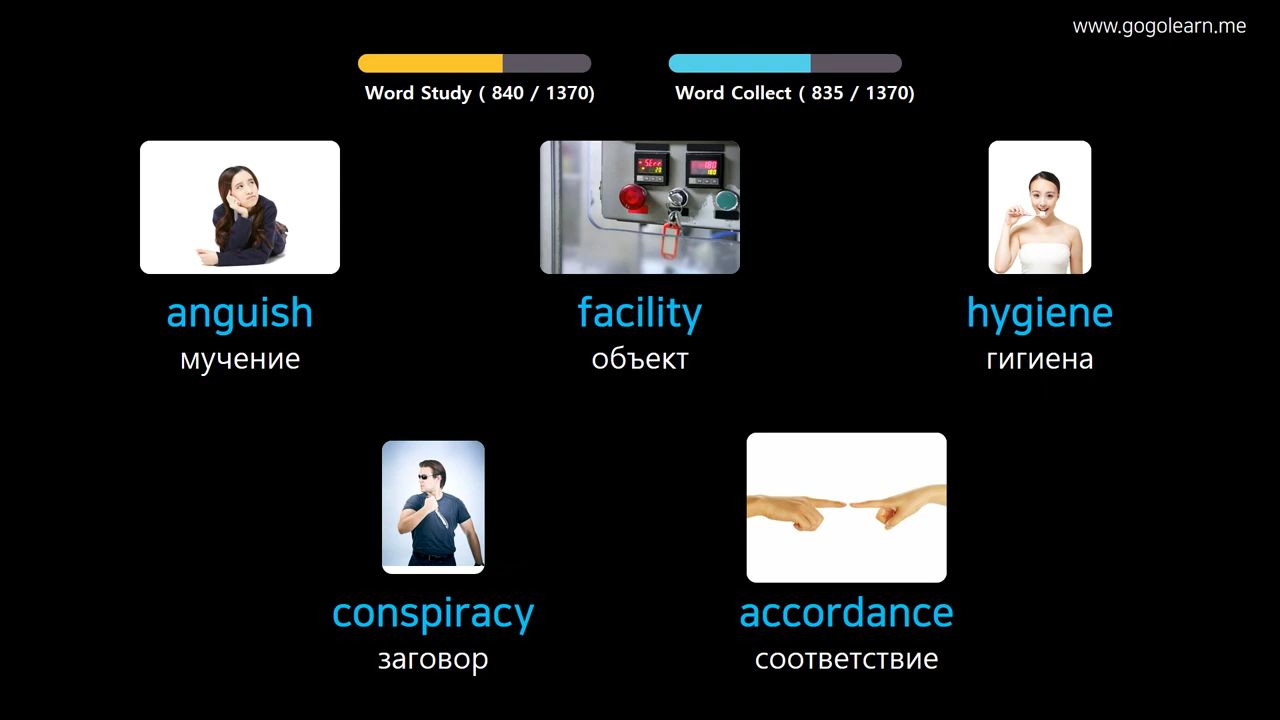 www.gogolearn.me
Word Study ( 840 / 1370)
Word Collect ( 835 / 1370)
anguish
мучение
facility
объект
hygiene
гигиена
conspiracy
заговор
accordance
соответствие